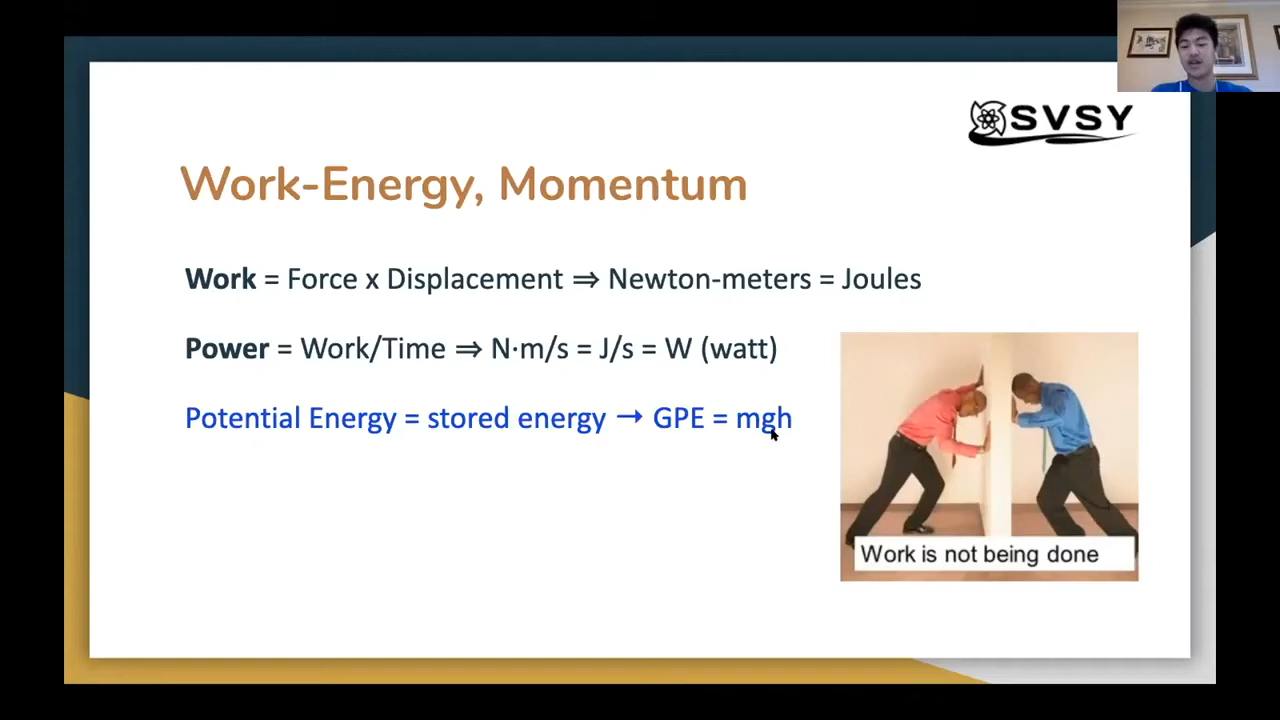 SVSY
Work-Energy, Momentum
Work = Force x Displacement ⇒ Newton-meters = Joules
Power = Work/Time ⇒ N·m/s = J/s = W (watt)
Potential Energy = stored energy → GPE = mgh
Work is not being done